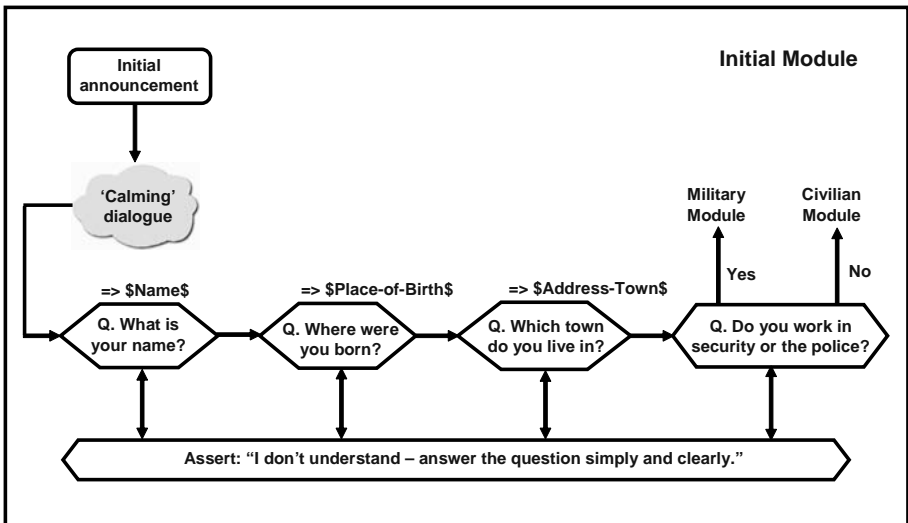 Initial Module
Initial
announcement
‘Calming’
dialogue
Military
Module
Civilian
Module
Yes
No
=> $Name$
=> $Place-of-Birth$
=> $Address-Town$
Q. What is
your name?
Q. Where were
you born?
Q. Which town
do you live in?
Q. Do you work in
security or the police?
Assert: “I don’t understand – answer the question simply and clearly.”